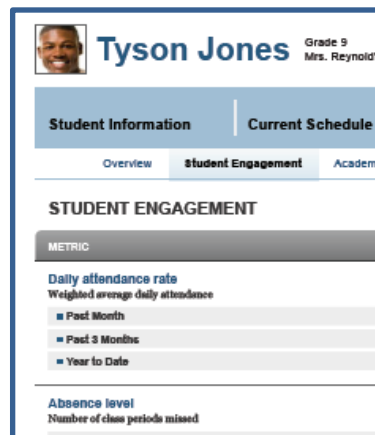 Tyson Jones
Grade 9
Mrs. Reynold
Student Information
Current Schedule
Overview
Student Engagement
Academ
STUDENT ENGAGEMENT
METRIC
Daily attendance rate
Weighted average daily attendance
Past Month
Past 3 Months
Year to Date
Absence level
Number of class periods missed